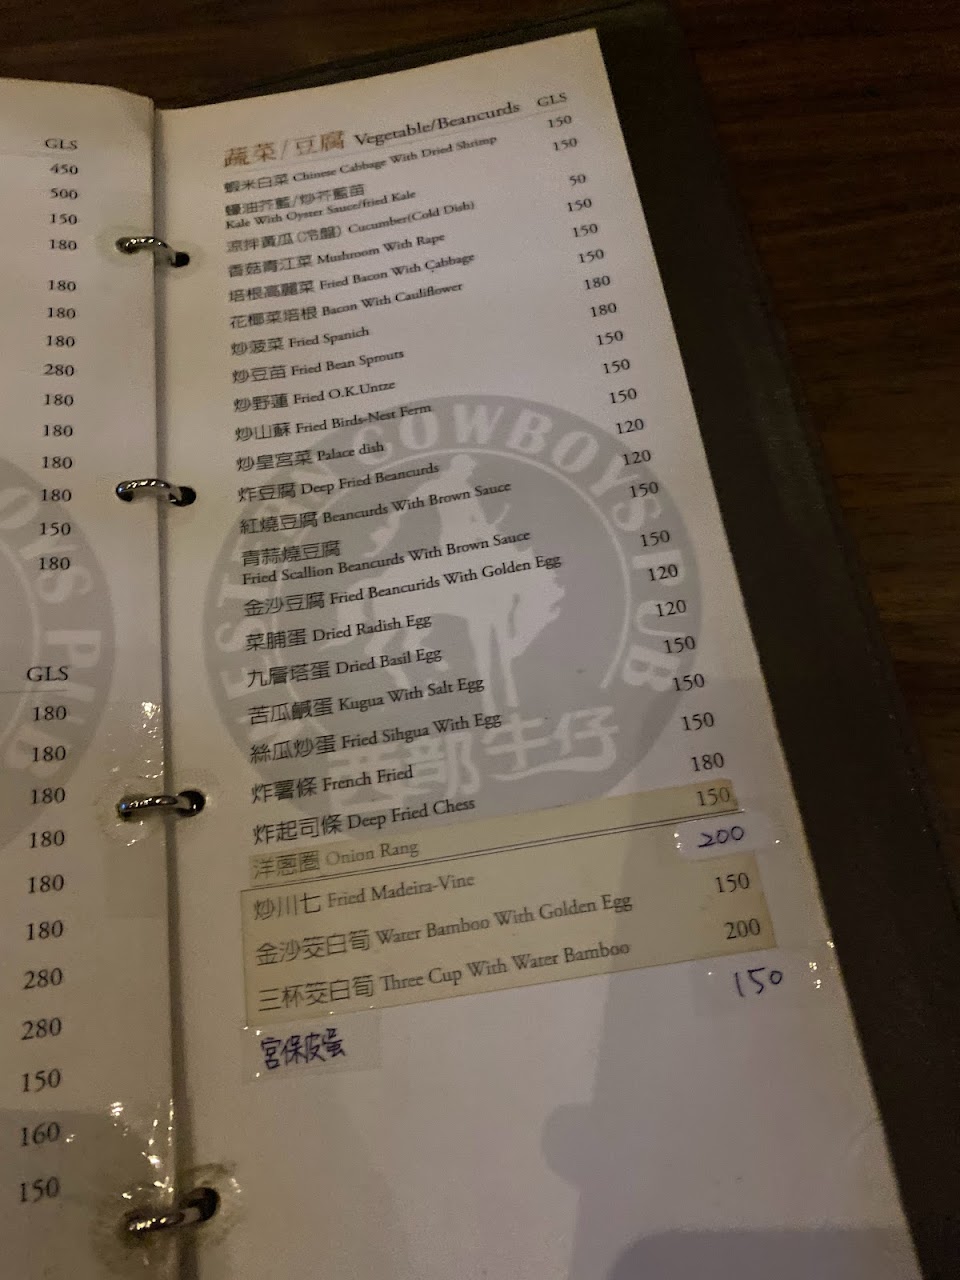 GLS
450
500
150
180
180
180
180
280
180
180
180
180
150
180
GLS
180
180
180
180
180
180
280
280
150
160
150
蔬菜/豆腐 Vegetable/Beancurds GLS
蝦米白菜 Chinese Cabbage With Dried Shrimp 150
蠔油芥藍/炒芥藍苗 150
Kale With Oyster Sauce/fried Kale
涼拌黃瓜(冷盤) Cucumber(Cold Dish) 50
香菇青江菜 Mushroom With Rape 150
培根高麗菜 Fried Bacon With Cabbage 150
花椰菜培根 Bacon With Cauliflower 150
炒菠菜 Fried Spanich 180
炒豆苗 Fried Bean Sprouts 180
炒野蓮 Fried O.K.Untze 150
炒山蘇 Fried Birds-Nest Ferm 150
炒皇宮菜 Palace dish 150
炸豆腐 Deep Fried Beancurds 120
紅燒豆腐 Beancurds With Brown Sauce 120
青蒜燒豆腐 150
Fried Scallion Beancurds With Brown Sauce
金沙豆腐 Fried Beancurids With Golden Egg 150
菜脯蛋 Dried Radish Egg 120
九層塔蛋 Dried Basil Egg 120
苦瓜鹹蛋 Kugua With Salt Egg 150
絲瓜炒蛋 Fried Sihgua With Egg 150
炸薯條 French Fried 150
炸起司條 Deep Fried Chess 180
洋蔥圈 Onion Rang 150
炒川七 Fried Madeira-Vine 200
金沙筊白筍 Water Bamboo With Golden Egg 150
三杯筊白筍 Three Cup With Water Bamboo 200
宮保皮蛋 150
COWBOYS PUB
西部牛仔